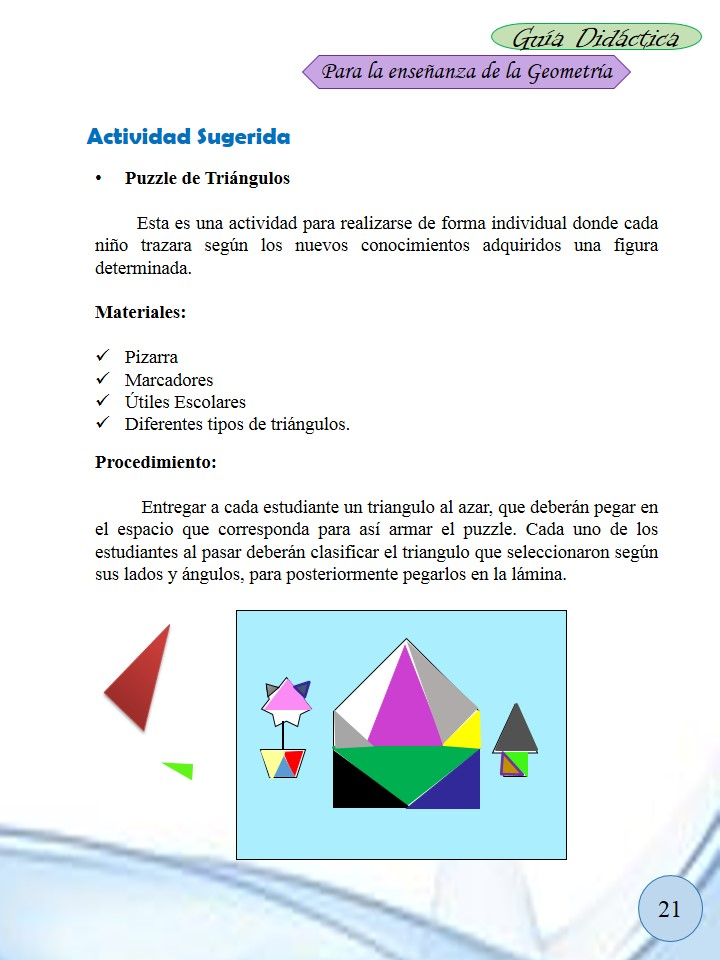 Guía Didáctica
Para la enseñanza de la Geometría
Actividad Sugerida
• Puzzle de Triángulos
Esta es una actividad para realizarse de forma individual donde cada
niño trazara según los nuevos conocimientos adquiridos una figura
determinada.
Materiales:
✓ Pizarra
✓ Marcadores
✓ Útiles Escolares
✓ Diferentes tipos de triángulos.
Procedimiento:
Entregar a cada estudiante un triangulo al azar, que deberán pegar en
el espacio que corresponda para así armar el puzzle. Cada uno de los
estudiantes al pasar deberán clasificar el triangulo que seleccionaron según
sus lados y ángulos, para posteriormente pegarlos en la lámina.
21